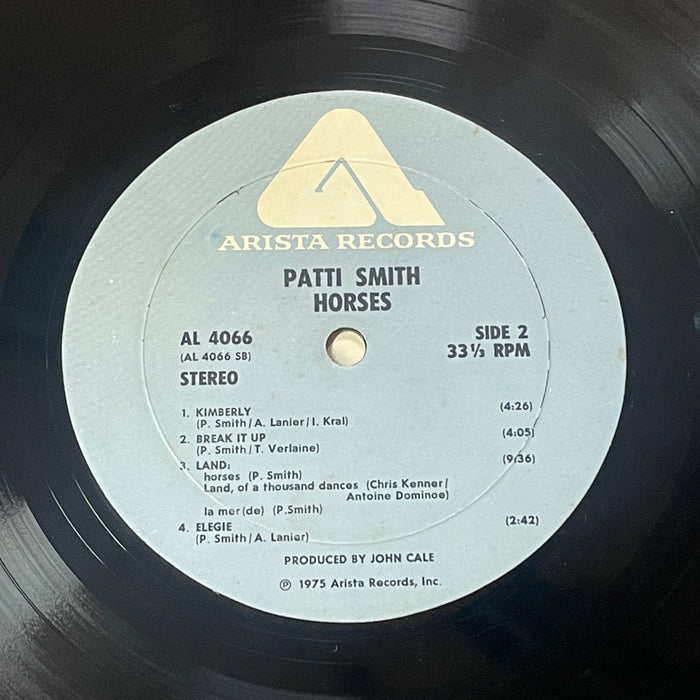 ARISTA RECORDS
PATTI SMITH
HORSES
AL 4066
(AL 4066 SB)
STEREO
SIDE 2
33⅓ RPM
1. KIMBERLY (4:26)
(P. Smith/A. Lanier/I. Kral)
2. BREAK IT UP (4:05)
(P. Smith/T. Verlaine)
3. LAND: (9:36)
horses (P. Smith)
Land, of a thousand dances (Chris Kenner/
Antoine Dominoe)
la mer(de) (P.Smith)
4. ELEGIE (2:42)
(P. Smith/A. Lanier)
PRODUCED BY JOHN CALE
℗ 1975 Arista Records, Inc.